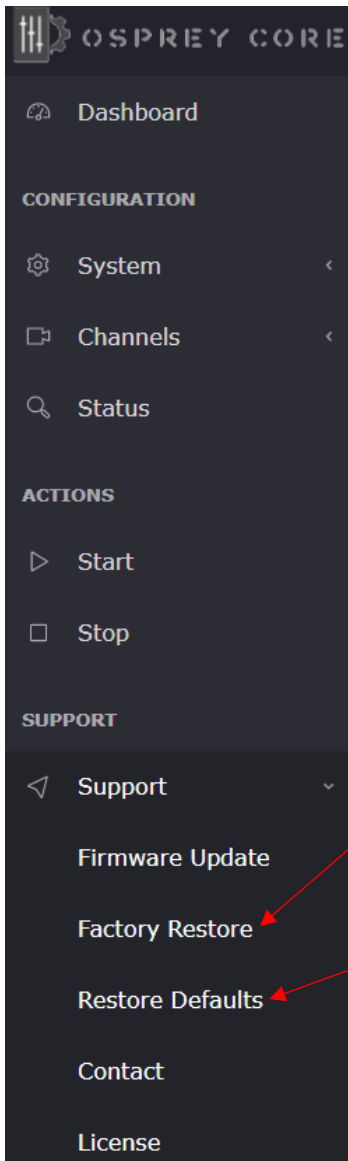 OSPREY CORE
Dashboard
CONFIGURATION
System
Channels
Status
ACTIONS
Start
Stop
SUPPORT
Support
Firmware Update
Factory Restore
Restore Defaults
Contact
License